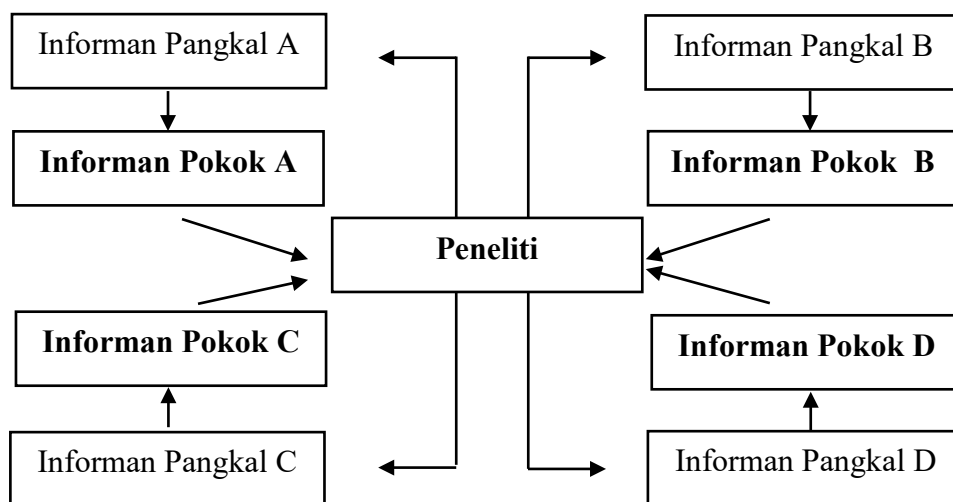 Informan Pangkal A
Informan Pangkal B
Informan Pokok A
Informan Pokok  B
Peneliti
Informan Pokok C
Informan Pokok D
Informan Pangkal C
Informan Pangkal D